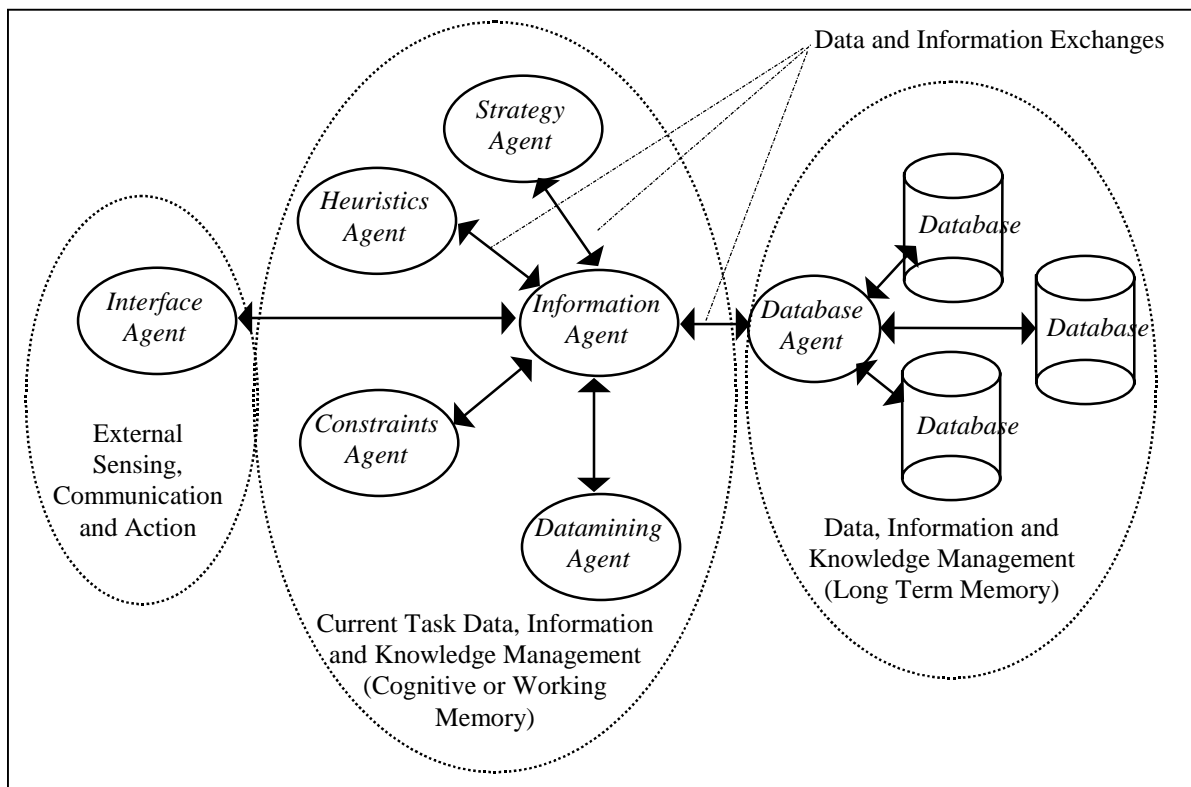 Data and Information Exchanges
Strategy
Agent
Heuristics
Agent
Interface
Agent
Information
Agent
Constraints
Agent
Datamining
Agent
Database
Agent
Database
Database
Database
External
Sensing,
Communication
and Action
Current Task Data, Information
and Knowledge Management
(Cognitive or Working
Memory)
Data, Information and
Knowledge Management
(Long Term Memory)